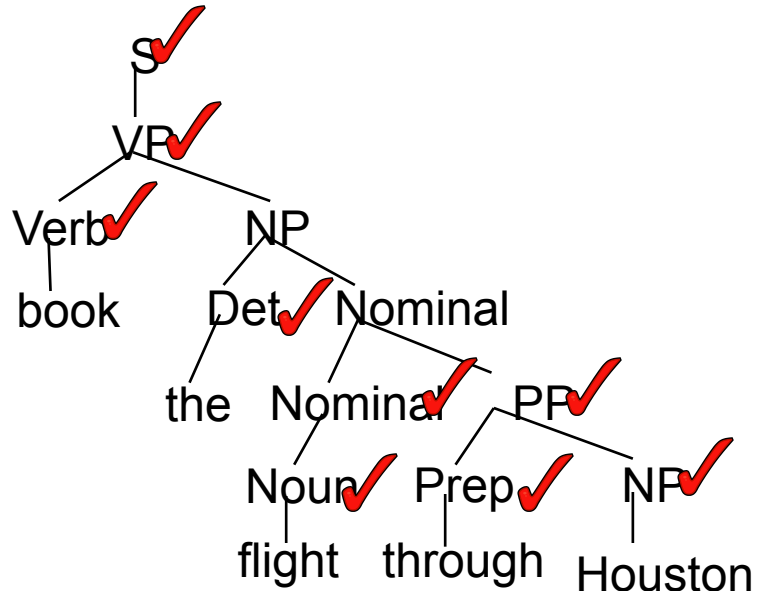 S
VP
Verb NP
book Det Nominal
the Nominal PP
Noun Prep NP
flight through Houston